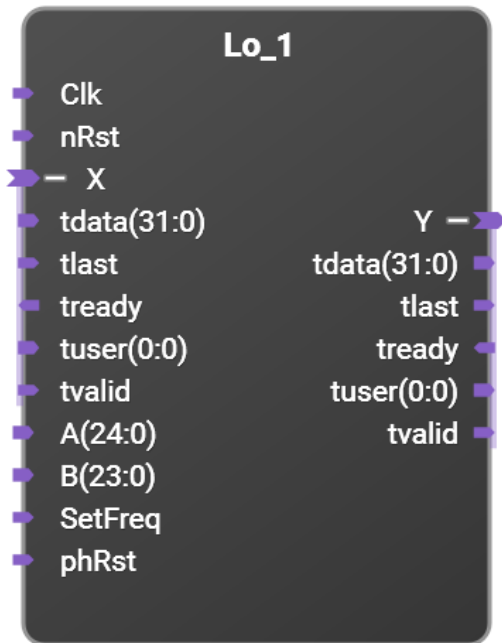 Lo_1
Clk
nRst
X
tdata(31:0) Y
tlast tdata(31:0)
tready tlast
tuser(0:0) tready
tvalid tuser(0:0)
A(24:0) tvalid
B(23:0)
SetFreq
phRst